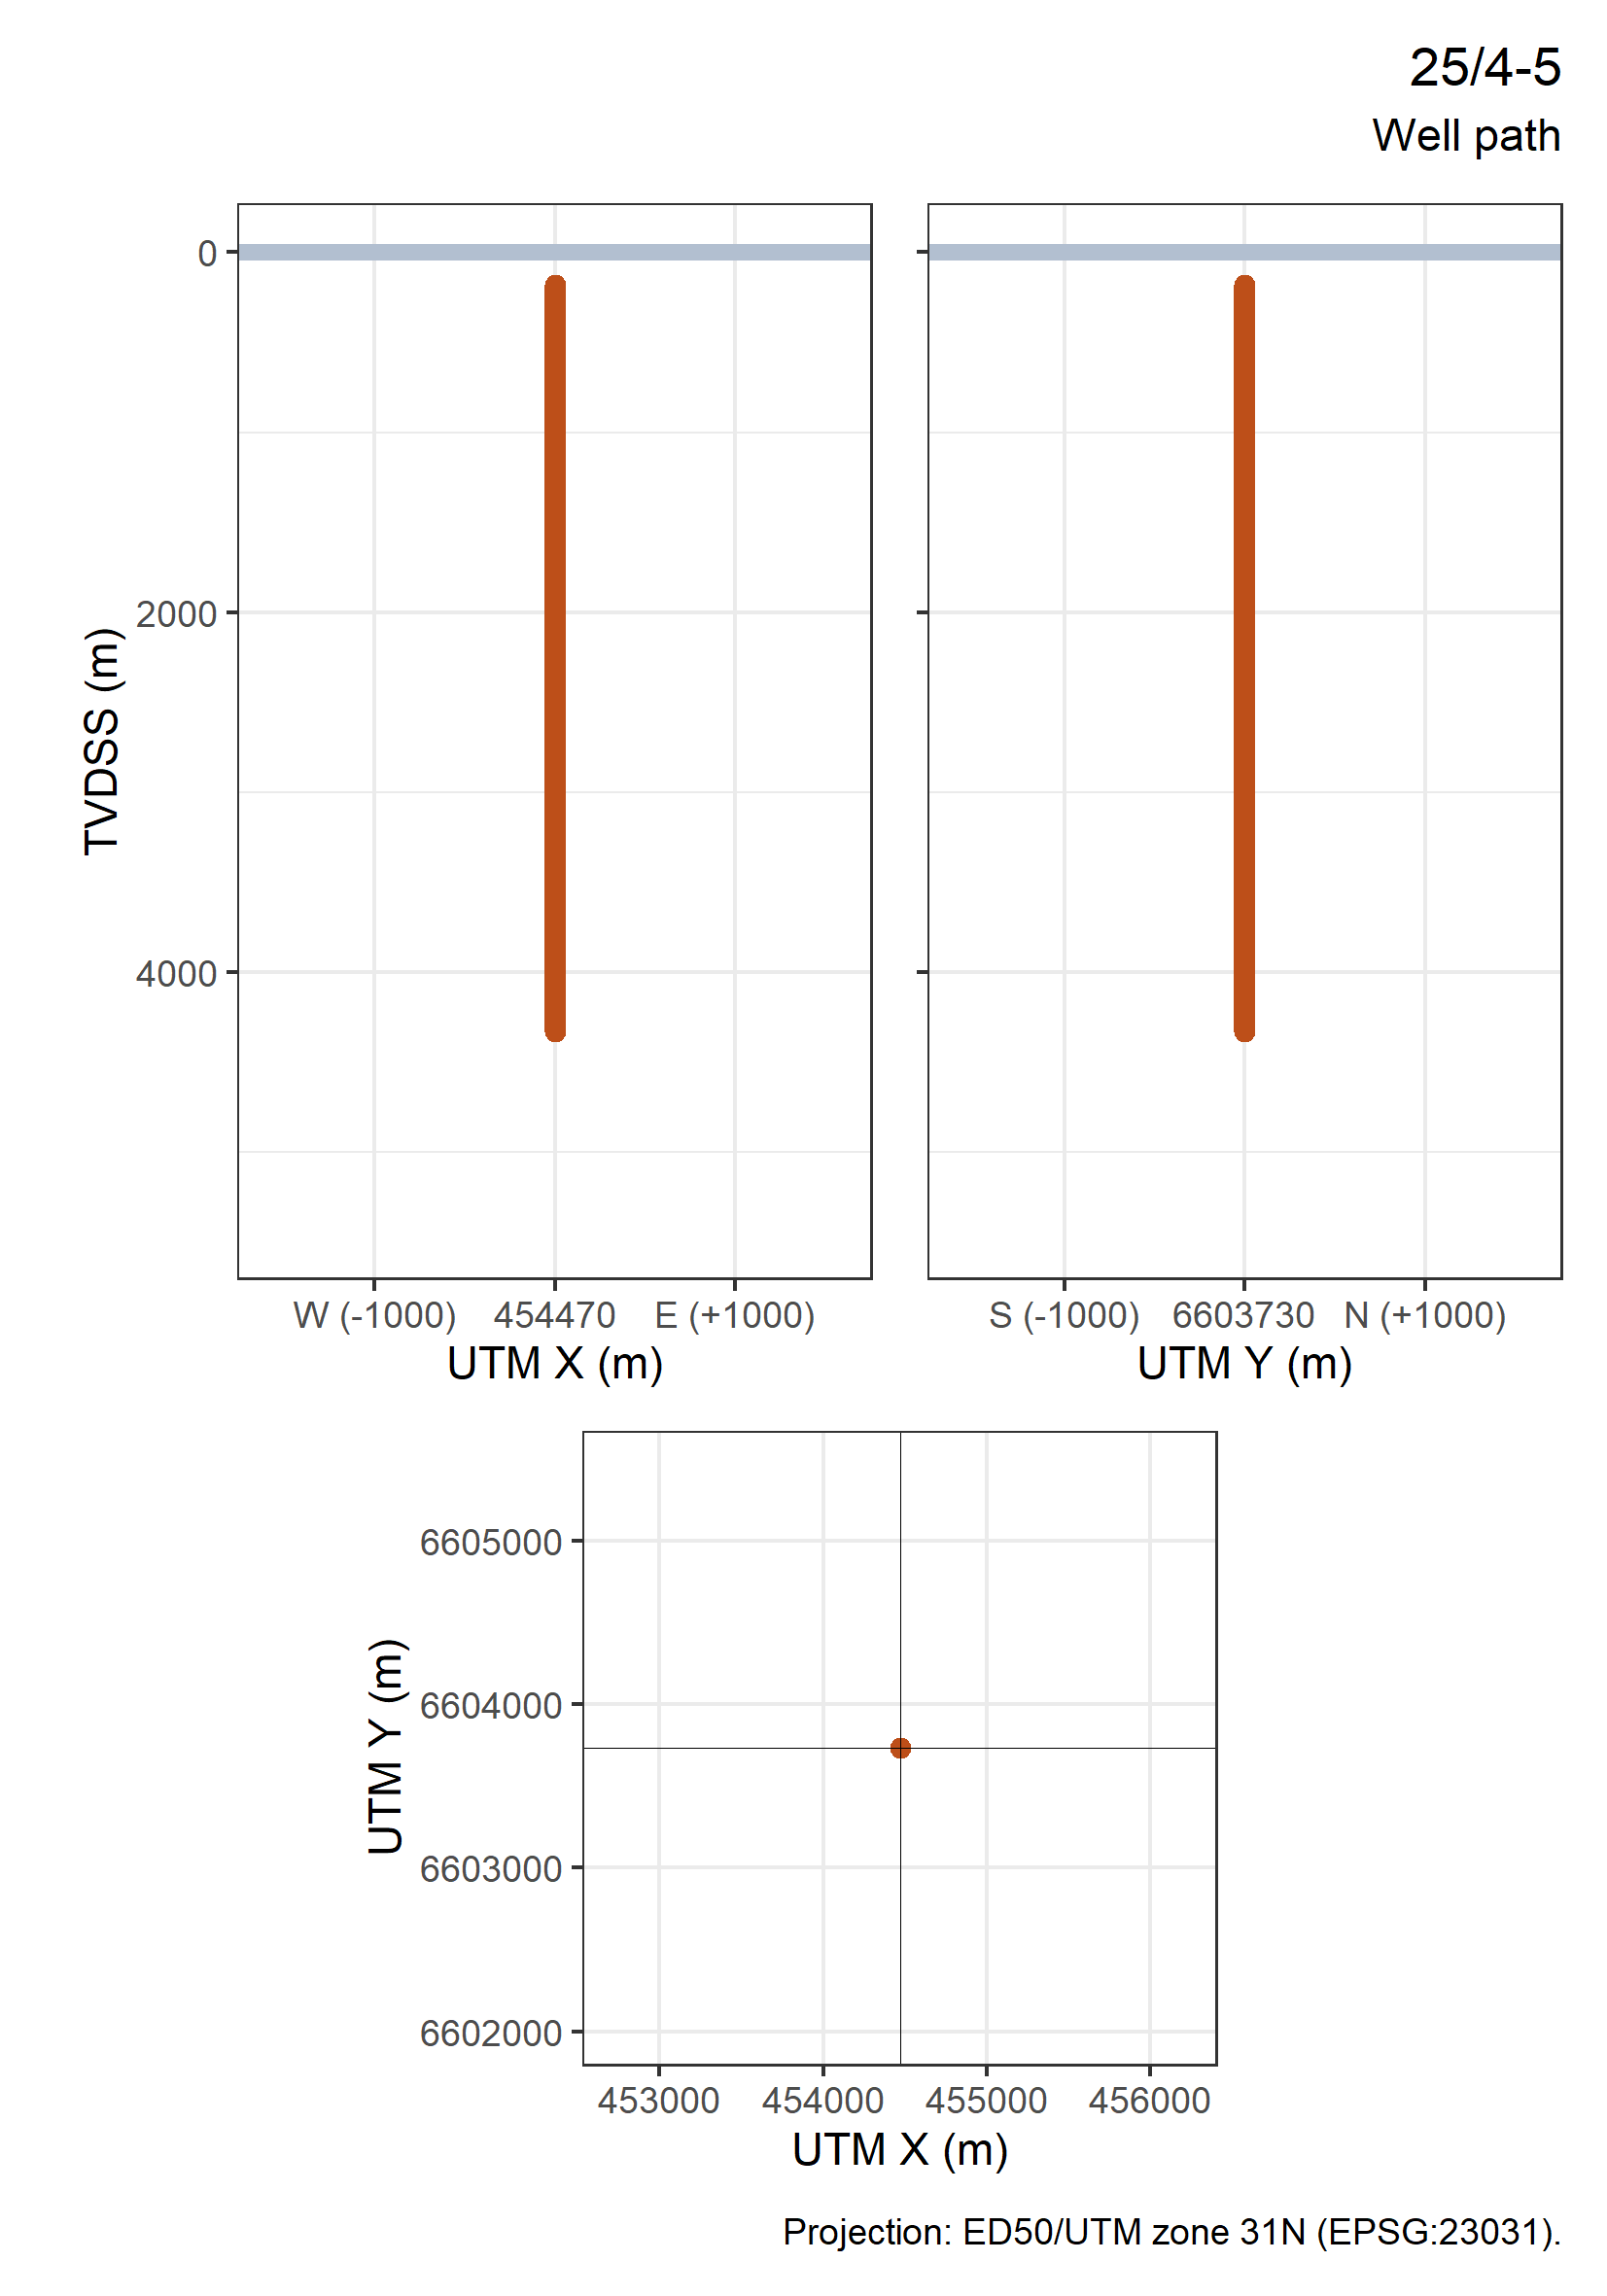 25/4-5
Well path
TVDSS (m)
0
2000
4000
W (-1000) 454470 E (+1000)
UTM X (m)
S (-1000) 6603730 N (+1000)
UTM Y (m)
UTM Y (m)
6605000
6604000
6603000
6602000
453000 454000 455000 456000
UTM X (m)
Projection: ED50/UTM zone 31N (EPSG:23031).